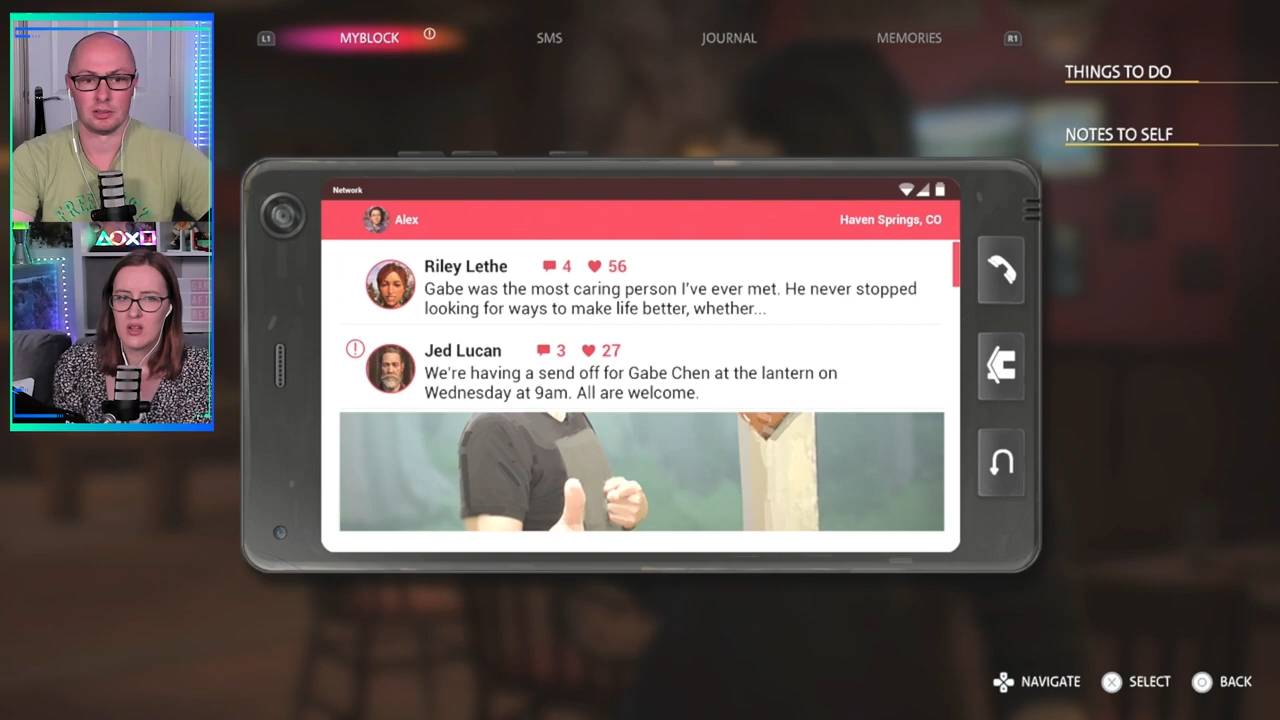 L1
MYBLOCK
SMS
JOURNAL
MEMORIES
R1
THINGS TO DO
NOTES TO SELF
Network
Alex
Haven Springs, CO
Riley Lethe 4 56
Gabe was the most caring person I've ever met. He never stopped
looking for ways to make life better, whether...
Jed Lucan 3 27
We're having a send off for Gabe Chen at the lantern on
Wednesday at 9am. All are welcome.
NAVIGATE
SELECT
BACK